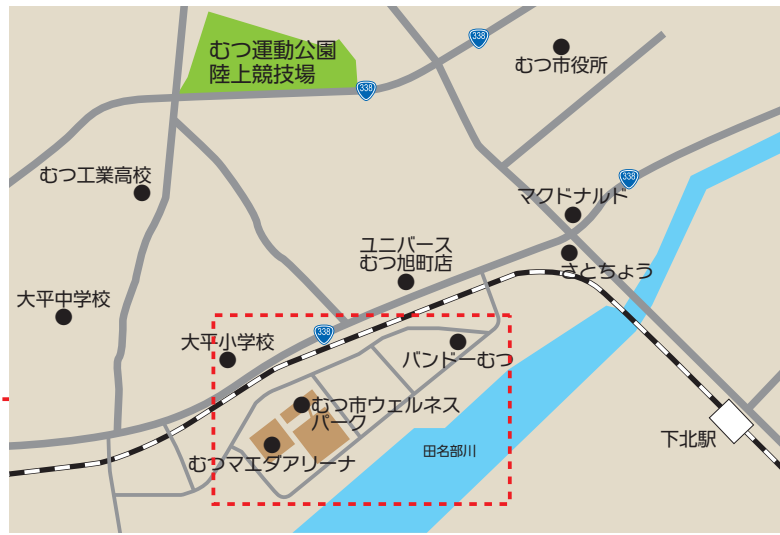 338
むつ運動公園
陸上競技場
むつ市役所
338
むつ工業高校
338
マクドナルド
ユニバース
むつ旭町店
さとちょう
大平中学校
338
大平小学校
バンドーむつ
むつ市ウェルネス
パーク
下北駅
むつマエダアリーナ
田名部川